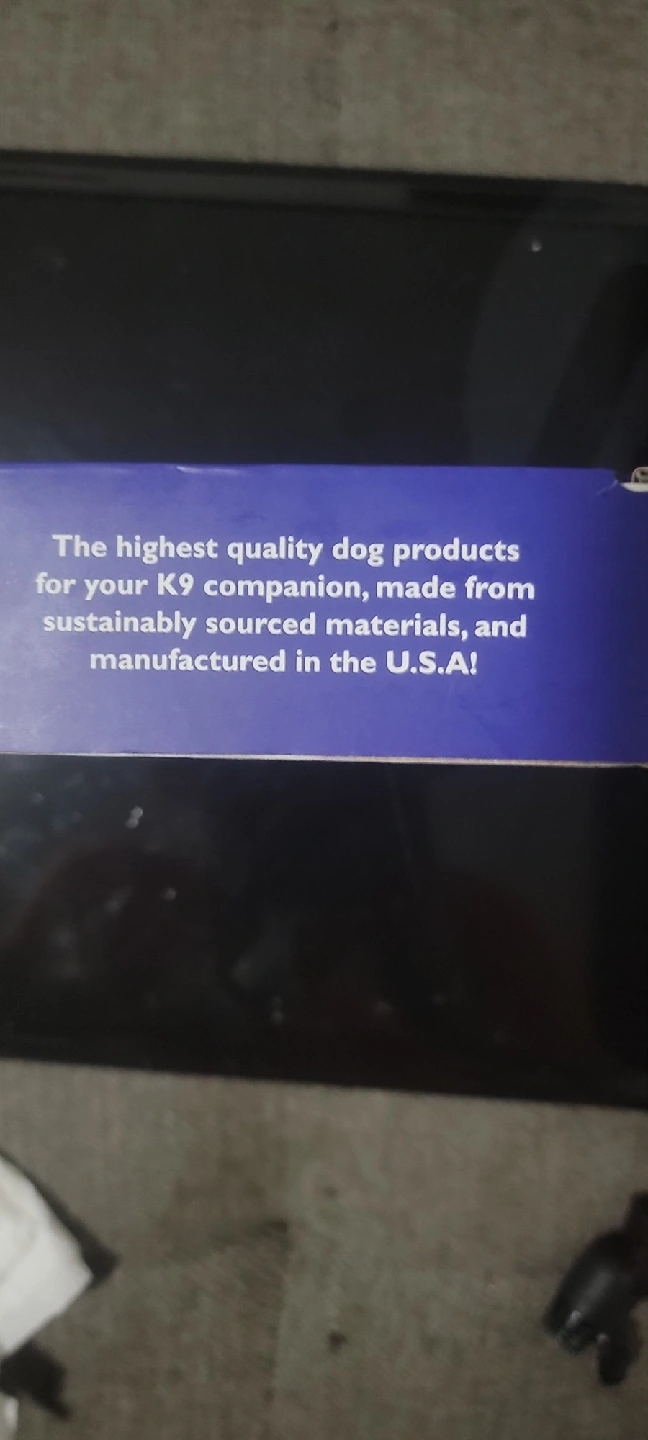 The highest quality dog products
for your K9 companion, made from
sustainably sourced materials, and
manufactured in the U.S.A!